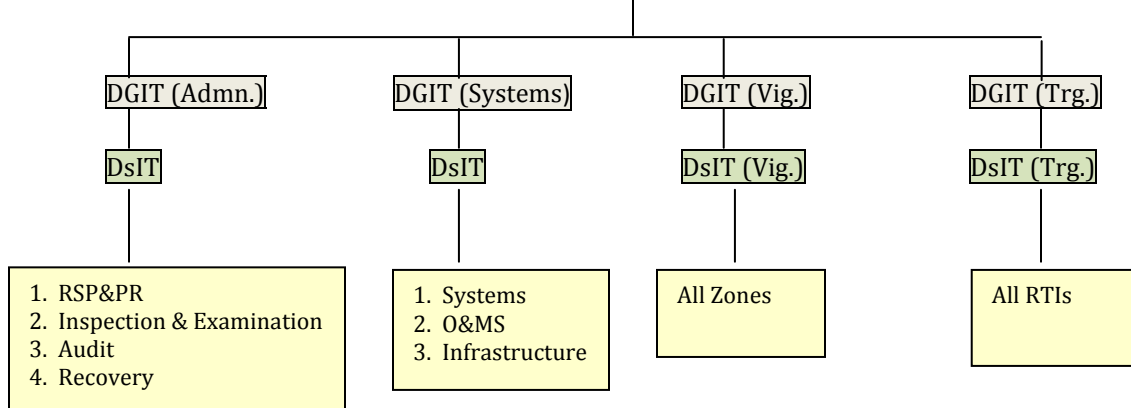 DGIT (Admn.)
DGIT (Systems)
DGIT (Vig.)
DGIT (Trg.)
DsIT
DsIT
DsIT (Vig.)
DsIT (Trg.)
1. RSP&PR
2. Inspection & Examination
3. Audit
4. Recovery
1. Systems
2. O&MS
3. Infrastructure
All Zones
All RTIs